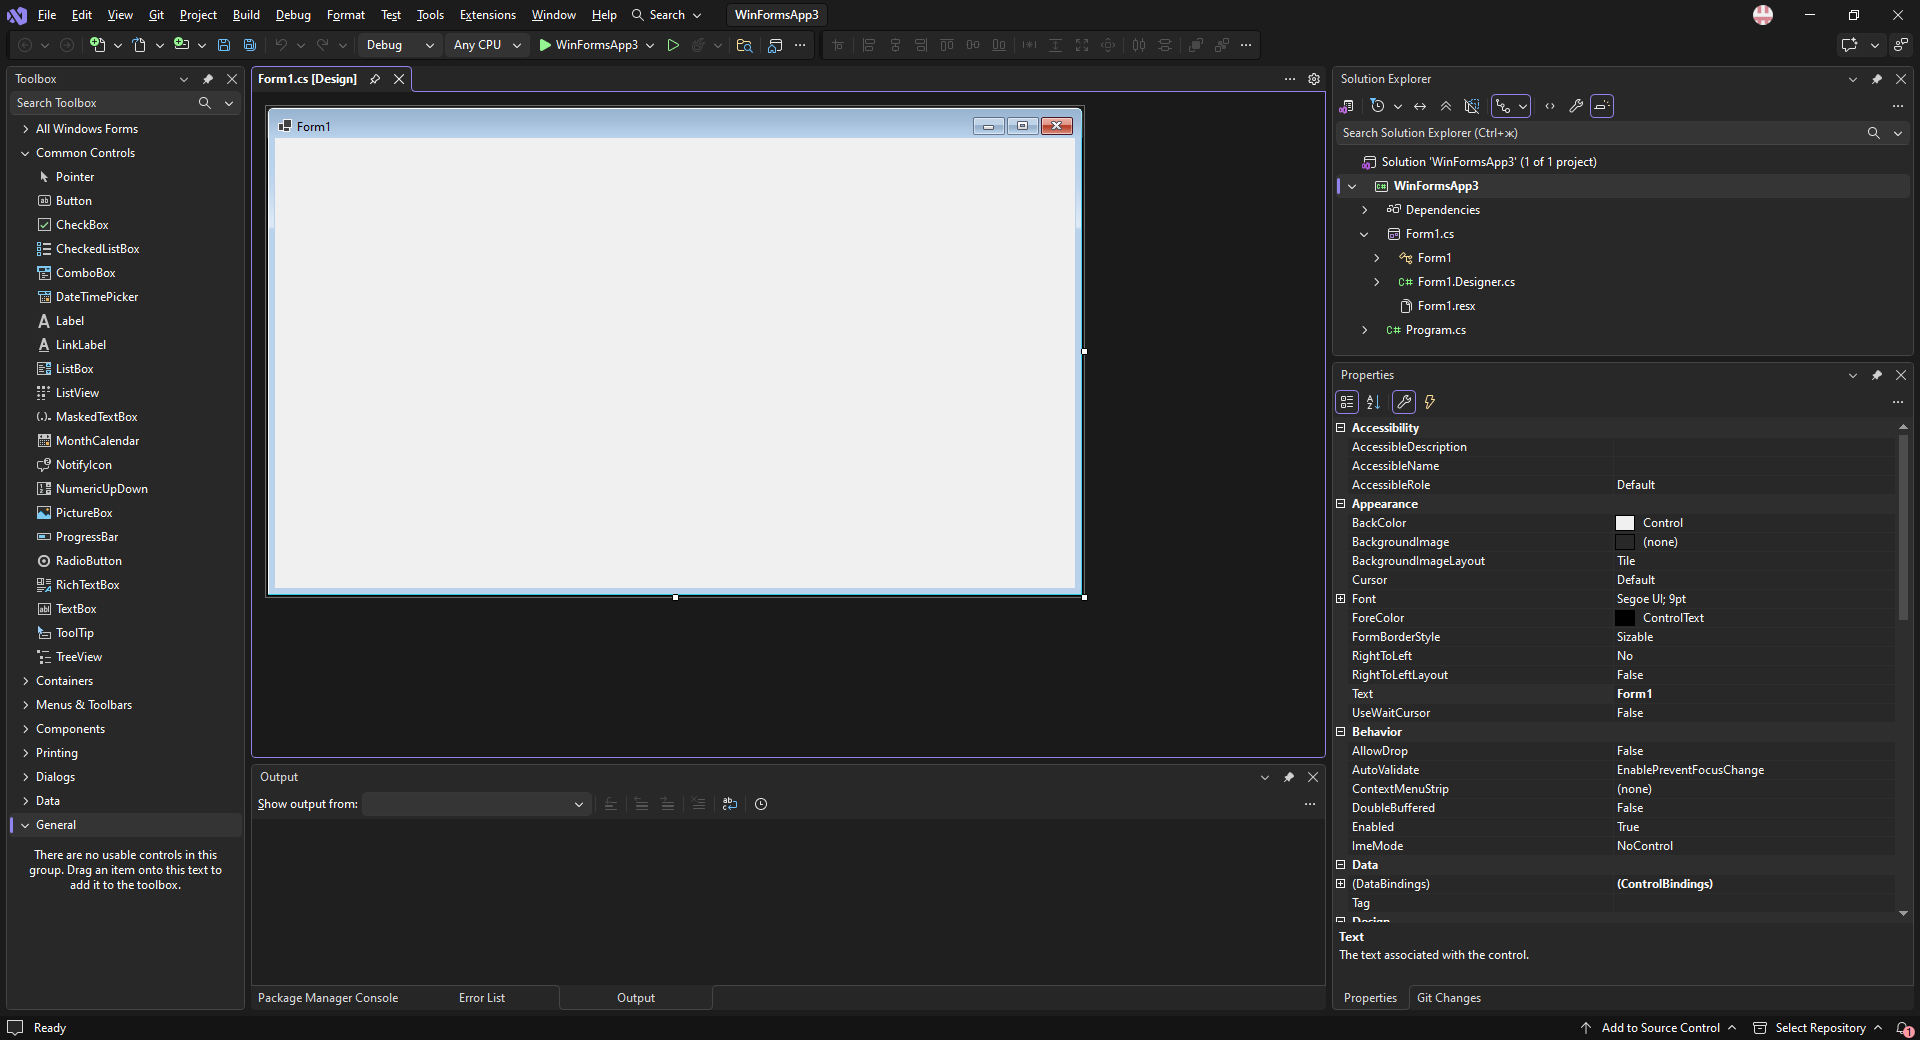 File Edit View Git Project Build Debug Format Test Tools Extensions Window Help Search WinFormsApp3
Debug Any CPU WinFormsApp3
Toolbox
Search Toolbox
All Windows Forms
Common Controls
Pointer
Button
CheckBox
CheckedListBox
ComboBox
DateTimePicker
Label
LinkLabel
ListBox
ListView
MaskedTextBox
MonthCalendar
NotifyIcon
NumericUpDown
PictureBox
ProgressBar
RadioButton
RichTextBox
TextBox
ToolTip
TreeView
Containers
Menus & Toolbars
Components
Printing
Dialogs
Data
General
There are no usable controls in this
group. Drag an item onto this text to
add it to the toolbox.
Form1.cs [Design]
Form1
Output
Show output from:
Package Manager Console Error List Output
Solution Explorer
Search Solution Explorer (Ctrl+ж)
Solution 'WinFormsApp3' (1 of 1 project)
WinFormsApp3
Dependencies
Form1.cs
Form1
C# Form1.Designer.cs
Form1.resx
C# Program.cs
Properties
Accessibility
AccessibleDescription
AccessibleName
AccessibleRole Default
Appearance
BackColor Control
BackgroundImage (none)
BackgroundImageLayout Tile
Cursor Default
Font Segoe UI; 9pt
ForeColor ControlText
FormBorderStyle Sizable
RightToLeft No
RightToLeftLayout False
Text Form1
UseWaitCursor False
Behavior
AllowDrop False
AutoValidate EnablePreventFocusChange
ContextMenuStrip (none)
DoubleBuffered False
Enabled True
ImeMode NoControl
Data
(DataBindings) (ControlBindings)
Tag
Design
Text
The text associated with the control.
Properties Git Changes
Ready
Add to Source Control Select Repository 1